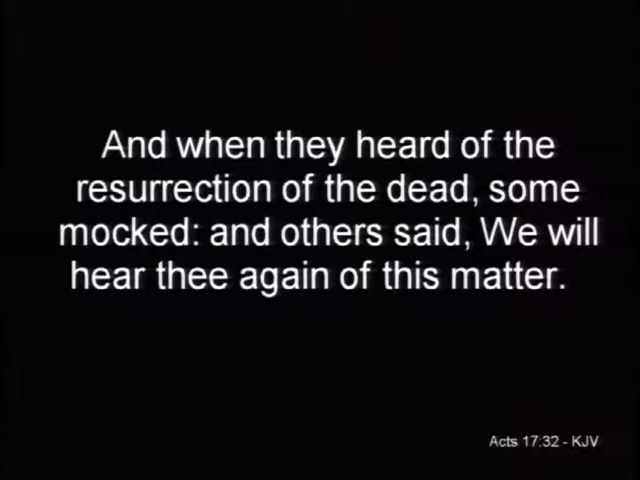 And when they heard of the
resurrection of the dead, some
mocked: and others said, We will
hear thee again of this matter.
Acts 17:32 - KJV